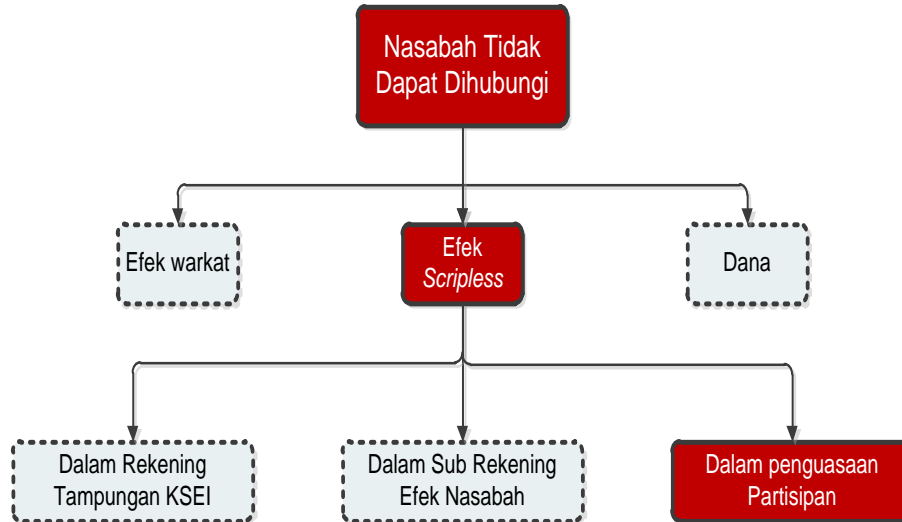 Nasabah Tidak
Dapat Dihubungi
Efek warkat
Efek
Scripless
Dana
Dalam Rekening
Tampungan KSEI
Dalam Sub Rekening
Efek Nasabah
Dalam penguasaan
Partisipan